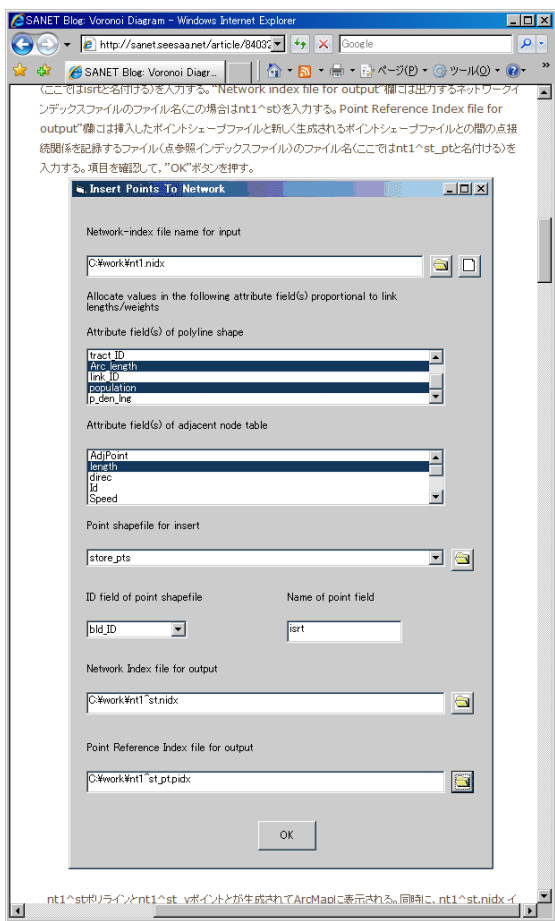 SANET Blog: Voronoi Diagram - Windows Internet Explorer
http://sanet.seesaa.net/article/84032
Google
SANET Blog: Voronoi Diagr...
ページ(P)
ツール(O)
»
(ここではisrtと名付ける)を入力する。"Network index file for output"欄には出力するネットワークイ
ンデックスファイルのファイル名(この場合はnt1^st)を入力する。Point Reference Index file for
output"欄には挿入したポイントシェープファイルと新しく生成されるポイントシェープファイルとの間の点接
続関係を記録するファイル(点参照インデックスファイル)のファイル名(ここではnt1^st_ptと名付ける)を
入力する。項目を確認して,"OK"ボタンを押す。
Insert Points To Network
Network-index file name for input
C:¥work¥nt1.nidx
Allocate values in the following attribute field(s) proportional to link
lengths/weights
Attribute field(s) of polyline shape
tract_ID
Arc_length
link_ID
population
p_den_lng
Attribute field(s) of adjacent node table
AdjPoint
length
direc
Id
Speed
Point shapefile for insert
store_pts
ID field of point shapefile
Name of point field
bld_ID
isrt
Network Index file for output
C:¥work¥nt1^st.nidx
Point Reference Index file for output
C:¥work¥nt1^st_pt.pidx
OK
nt1^stポリラインとnt1^st_vポイントとが生成されてArcMapに表示される。同時に, nt1^st.nidx イ